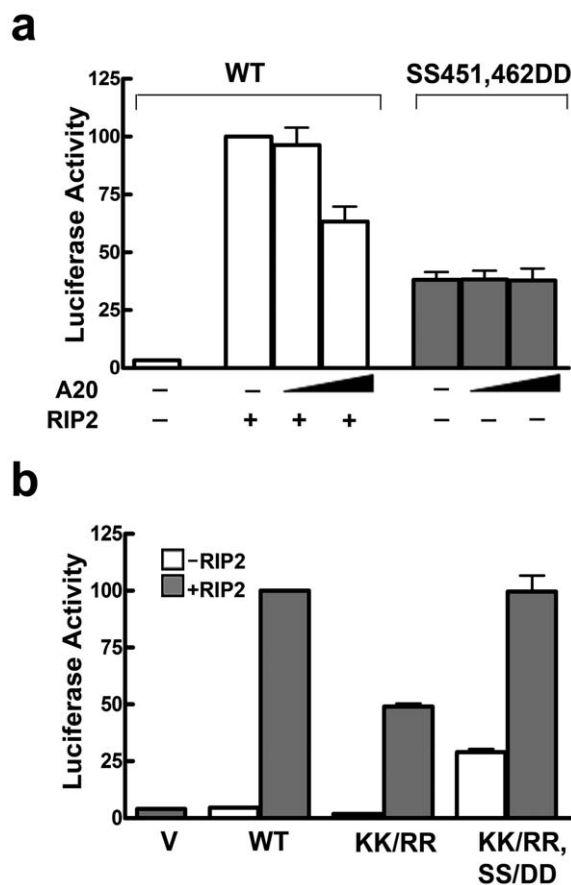 a
WT SS451,462DD
Luciferase Activity
125
100
75
50
25
0
A20 – – –
RIP2 – + + + – – –
b
Luciferase Activity
125
100
75
50
25
0
–RIP2
+RIP2
V WT KK/RR KK/RR,
SS/DD